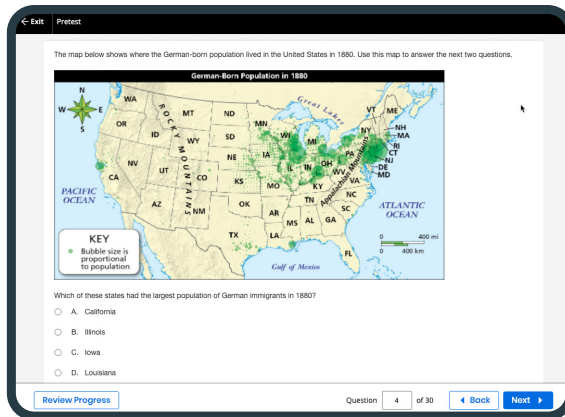 Exit Pretest
The map below shows where the German-born population lived in the United States in 1880. Use this map to answer the next two questions.
German-Born Population in 1880
N
W E
S
WA
OR
ID
MT
ND
MN
WI
MI
Great Lakes
VT
ME
NY
NH
MA
RI
CT
NJ
DE
MD
PA
ROCKY MOUNTAINS
WY
SD
NE
IA
IL
IN
OH
WV
VA
NV
UT
CO
KS
MO
KY
Appalachian Mountains
CA
AZ
NM
OK
AR
TN
NC
SC
MS
AL
GA
TX
LA
FL
PACIFIC
OCEAN
ATLANTIC
OCEAN
Gulf of Mexico
0 400 mi
0 400 km
KEY
Bubble size is
proportional
to population
Which of these states had the largest population of German immigrants in 1880?
A. California
B. Illinois
C. Iowa
D. Louisiana
Review Progress Question 4 of 30 Back Next